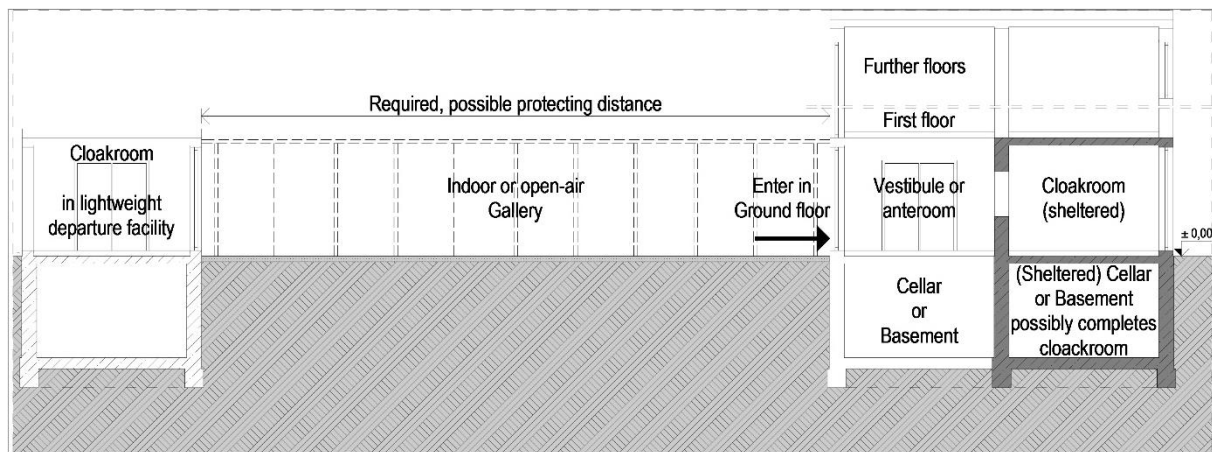 Further floors
Required, possible protecting distance
First floor
Cloakroom
in lightweight
departure facility
Indoor or open-air
Gallery
Enter in
Ground floor
Vestibule or
anteroom
Cloakroom
(sheltered)
± 0,00
Cellar
or
Basement
(Sheltered) Cellar
or Basement
possibly completes
cloackroom